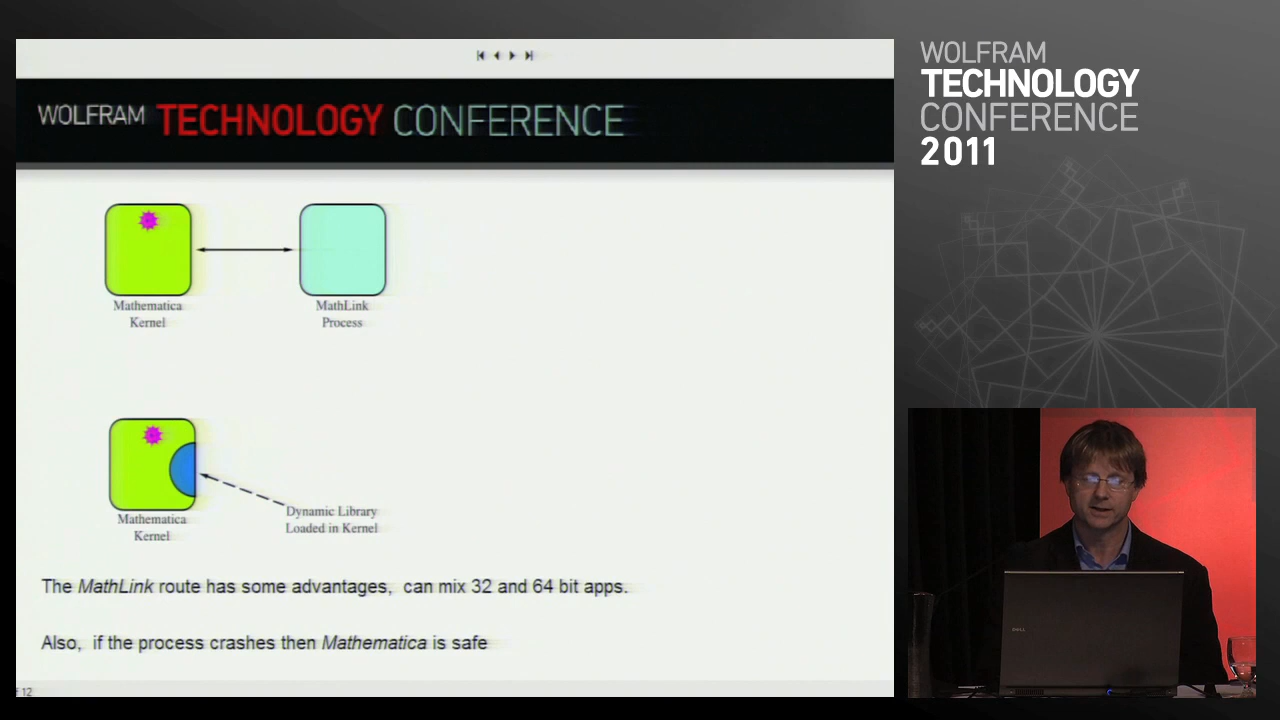 WOLFRAM TECHNOLOGY CONFERENCE
Mathematica
Kernel
MathLink
Process
Mathematica
Kernel
Dynamic Library
Loaded in Kernel
The MathLink route has some advantages, can mix 32 and 64 bit apps.
Also, if the process crashes then Mathematica is safe
12
WOLFRAM
TECHNOLOGY
CONFERENCE
2011
DELL